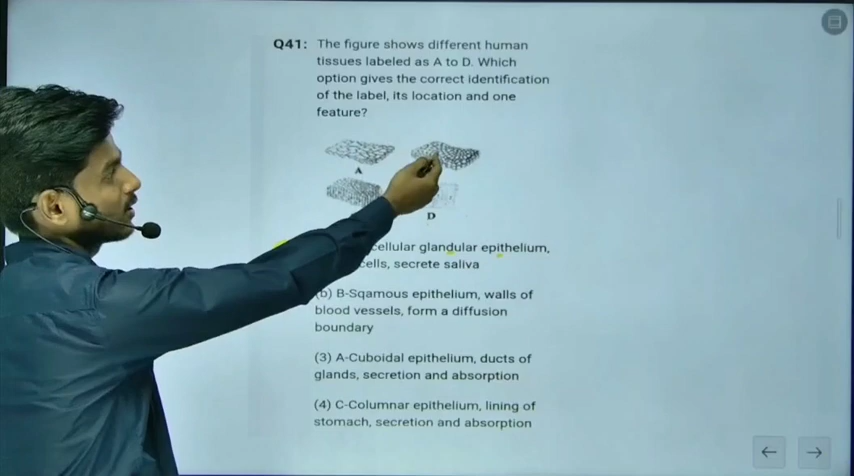 Q41: The figure shows different human
tissues labeled as A to D. Which
option gives the correct identification
of the label, its location and one
feature?
A
D
cellular glandular epithelium,
cells, secrete saliva
(b) B-Sqamous epithelium, walls of
blood vessels, form a diffusion
boundary
(3) A-Cuboidal epithelium, ducts of
glands, secretion and absorption
(4) C-Columnar epithelium, lining of
stomach, secretion and absorption